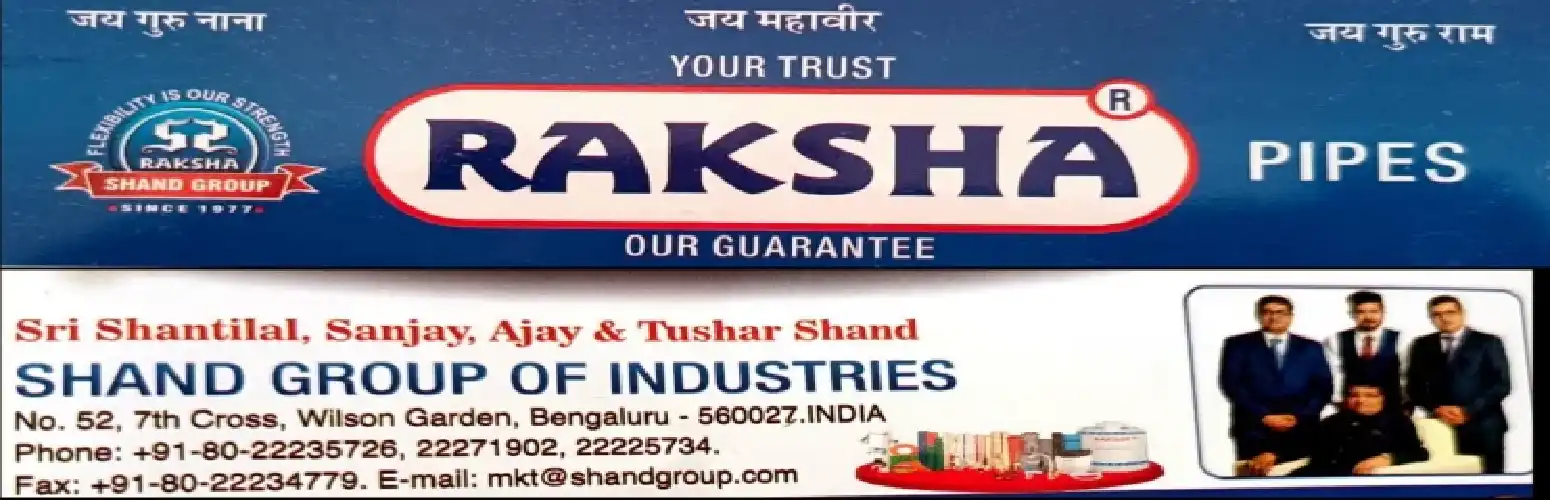 जय गुरु नाना
जय महावीर
जय गुरु राम
YOUR TRUST
FLEXIBILITY IS OUR STRENGTH
RAKSHA
SHAND GROUP
SINCE 1977
RAKSHA ®
PIPES
OUR GUARANTEE
Sri Shantilal, Sanjay, Ajay & Tushar Shand
SHAND GROUP OF INDUSTRIES
No. 52, 7th Cross, Wilson Garden, Bengaluru - 560027.INDIA
Phone: +91-80-22235726, 22271902, 22225734.
Fax: +91-80-22234779. E-mail: mkt@shandgroup.com